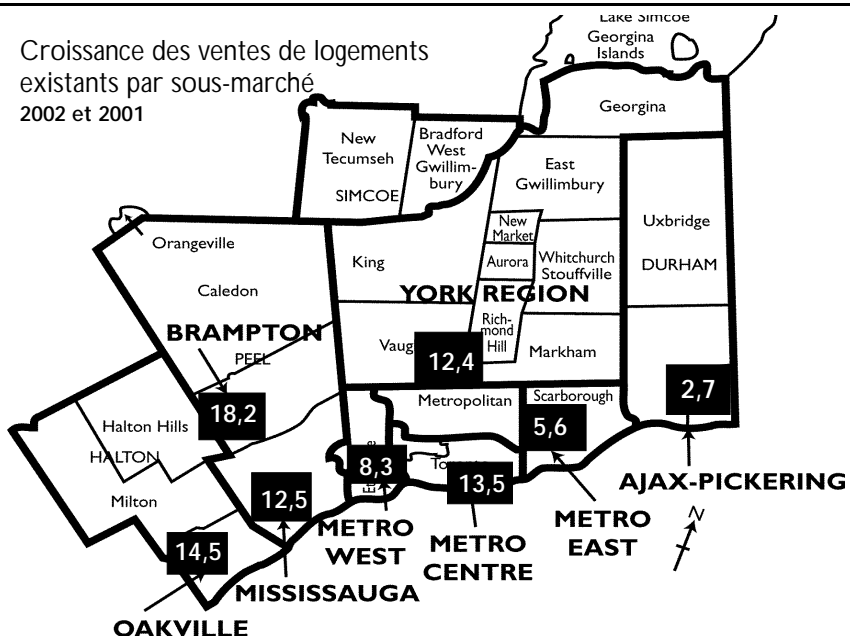 Croissance des ventes de logements
existants par sous-marché
2002 et 2001
Lake Simcoe
Georgina
Islands
Georgina
New
Tecumseh
SIMCOE
Bradford
West
Gwillim-
bury
East
Gwillimbury
Uxbridge
DURHAM
New
Market
Aurora
Whitchurch
Stouffville
Orangeville
King
Caledon
YORK REGION
BRAMPTON
PEEL
Rich-
mond
Hill
Markham
12,4
2,7
Metropolitan
Scarborough
18,2
5,6
Halton Hills
HALTON
8,3
Milton
12,5
13,5
14,5
AJAX-PICKERING
METRO
WEST
METRO
CENTRE
METRO
EAST
N
MISSISSAUGA
OAKVILLE